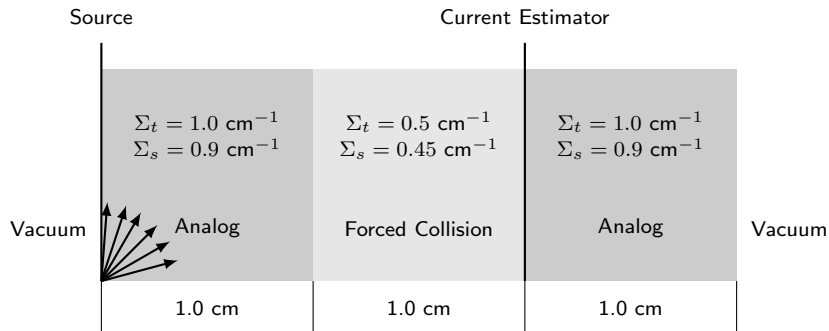 Source
Current Estimator
Σₜ = 1.0 cm⁻¹
Σₛ = 0.9 cm⁻¹
Σₜ = 0.5 cm⁻¹
Σₛ = 0.45 cm⁻¹
Σₜ = 1.0 cm⁻¹
Σₛ = 0.9 cm⁻¹
Vacuum
Analog
Forced Collision
Analog
Vacuum
1.0 cm
1.0 cm
1.0 cm